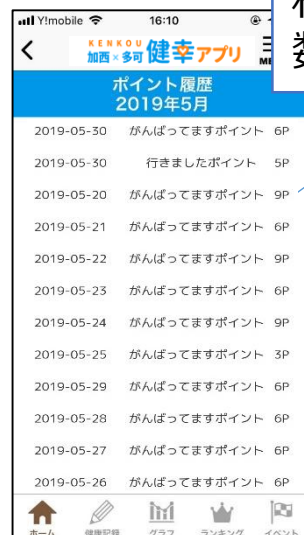 Y!mobile 16:10
KENKOU
加西×多可 健幸アプリ
ポイント履歴
2019年5月
2019-05-30 がんばってますポイント 6P
2019-05-30 行きましたポイント 5P
2019-05-20 がんばってますポイント 9P
2019-05-21 がんばってますポイント 6P
2019-05-22 がんばってますポイント 9P
2019-05-23 がんばってますポイント 6P
2019-05-24 がんばってますポイント 9P
2019-05-25 がんばってますポイント 3P
2019-05-29 がんばってますポイント 6P
2019-05-28 がんばってますポイント 6P
2019-05-27 がんばってますポイント 6P
2019-05-26 がんばってますポイント 6P
ホーム 健康記録 グラフ ランキング イベント